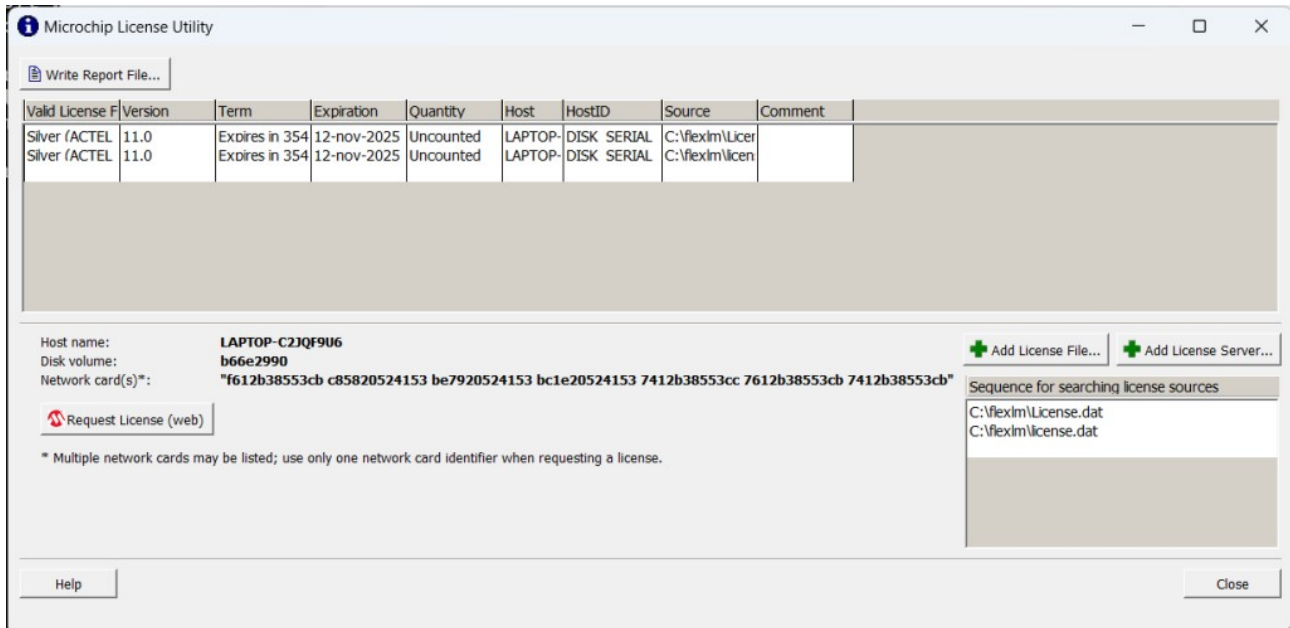 Microchip License Utility
Write Report File...
Valid License F Version Term Expiration Quantity Host HostID Source Comment
Silver (ACTEL 11.0 Expires in 354 12-nov-2025 Uncounted LAPTOP- DISK SERIAL C:\flexlm\Licer
Silver (ACTEL 11.0 Expires in 354 12-nov-2025 Uncounted LAPTOP- DISK SERIAL C:\flexlm\licen
Host name: LAPTOP-C2JQF9U6
Disk volume: b66e2990
Network card(s)*: "f612b38553cb c85820524153 be7920524153 bc1e20524153 7412b38553cc 7612b38553cb 7412b38553cb"
Add License File... Add License Server...
Sequence for searching license sources
C:\flexlm\License.dat
C:\flexlm\license.dat
Request License (web)
* Multiple network cards may be listed; use only one network card identifier when requesting a license.
Help Close